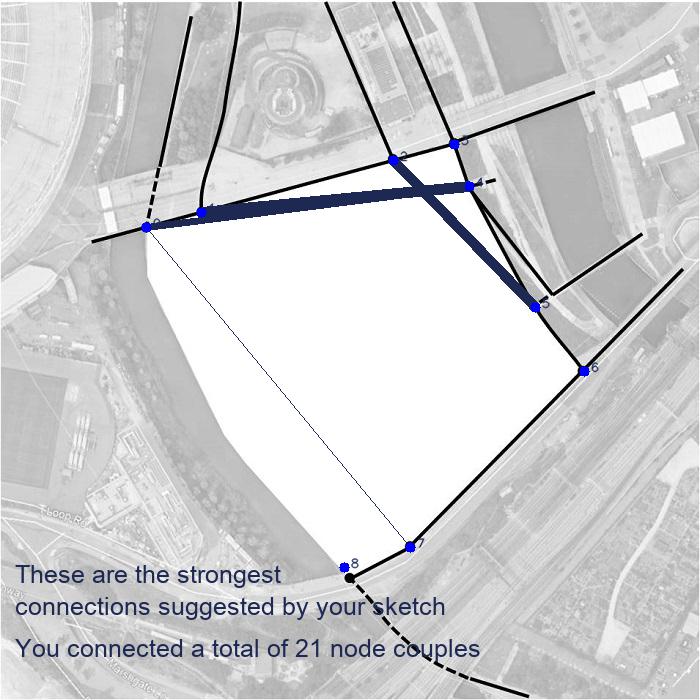 0
1
2
3
4
5
6
7
8
Loop Rd
These are the strongest
connections suggested by your sketch
You connected a total of 21 node couples
Marshgate